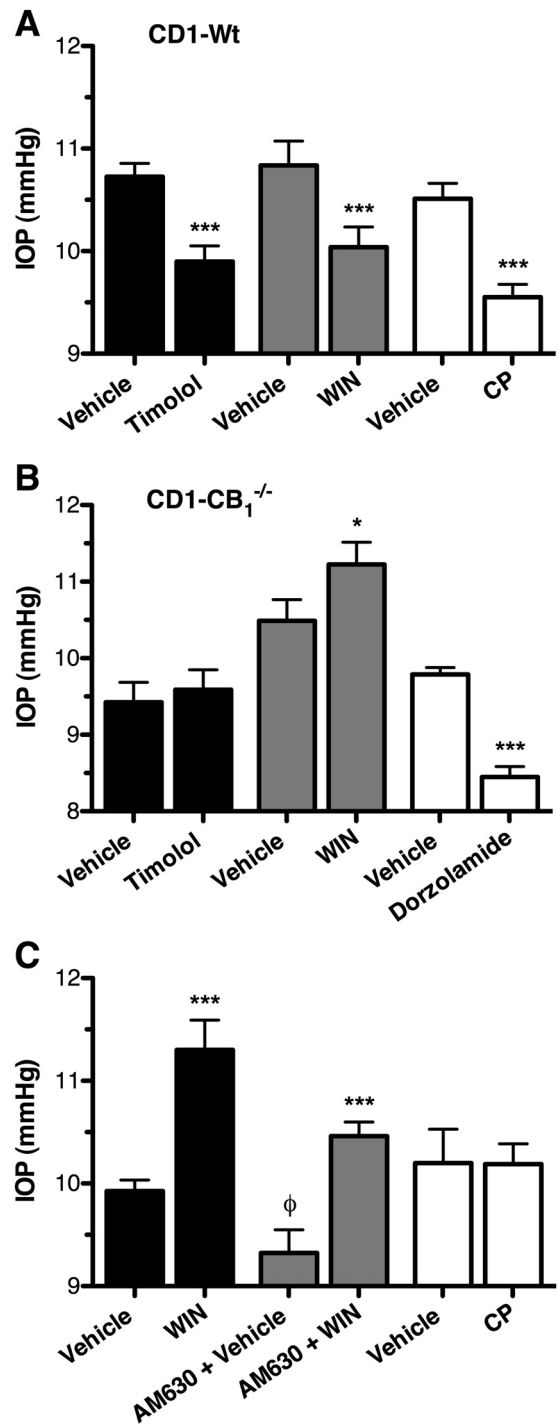 A
CD1-Wt
IOP (mmHg)
12
11
10
9
***
***
***
Vehicle
Timolol
Vehicle
WIN
Vehicle
CP
B
CD1-CB₁⁻/⁻
IOP (mmHg)
12
11
10
9
8
*
***
Vehicle
Timolol
Vehicle
WIN
Vehicle
Dorzolamide
C
IOP (mmHg)
12
11
10
9
***
ϕ
***
Vehicle
WIN
AM630 + Vehicle
AM630 + WIN
Vehicle
CP